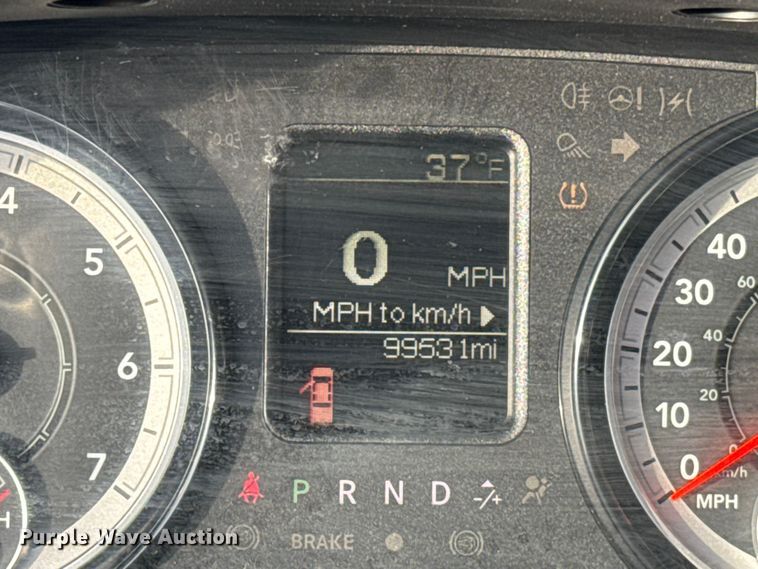 37°F
0
MPH
MPH to km/h
99531mi
4
5
6
7
H
40
30
20
10
0
MPH
60
40
20
0
km/h
P R N D -/+
BRAKE
Purple Wave Auction